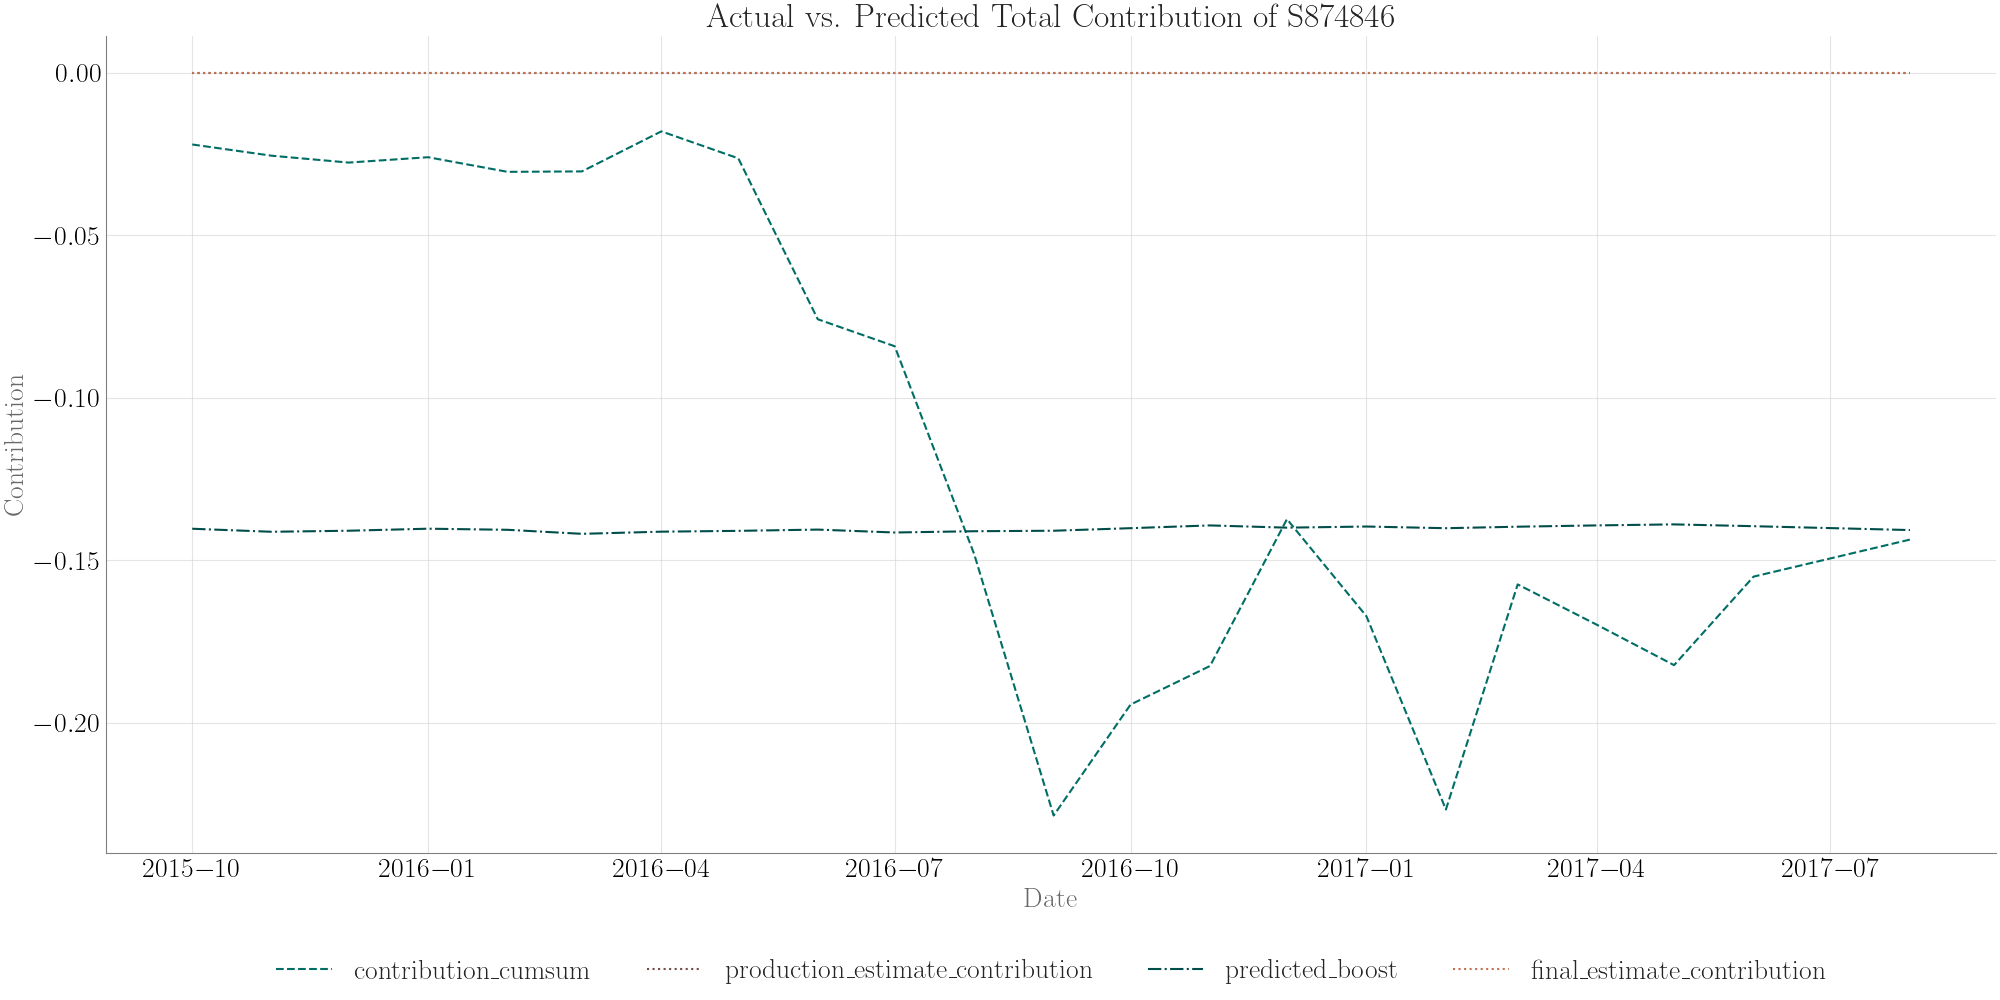 Actual vs. Predicted Total Contribution of S874846
0.00
−0.05
−0.10
−0.15
−0.20
Contribution
2015−10 2016−01 2016−04 2016−07 2016−10 2017−01 2017−04 2017−07
Date
contribution_cumsum production_estimate_contribution predicted_boost final_estimate_contribution